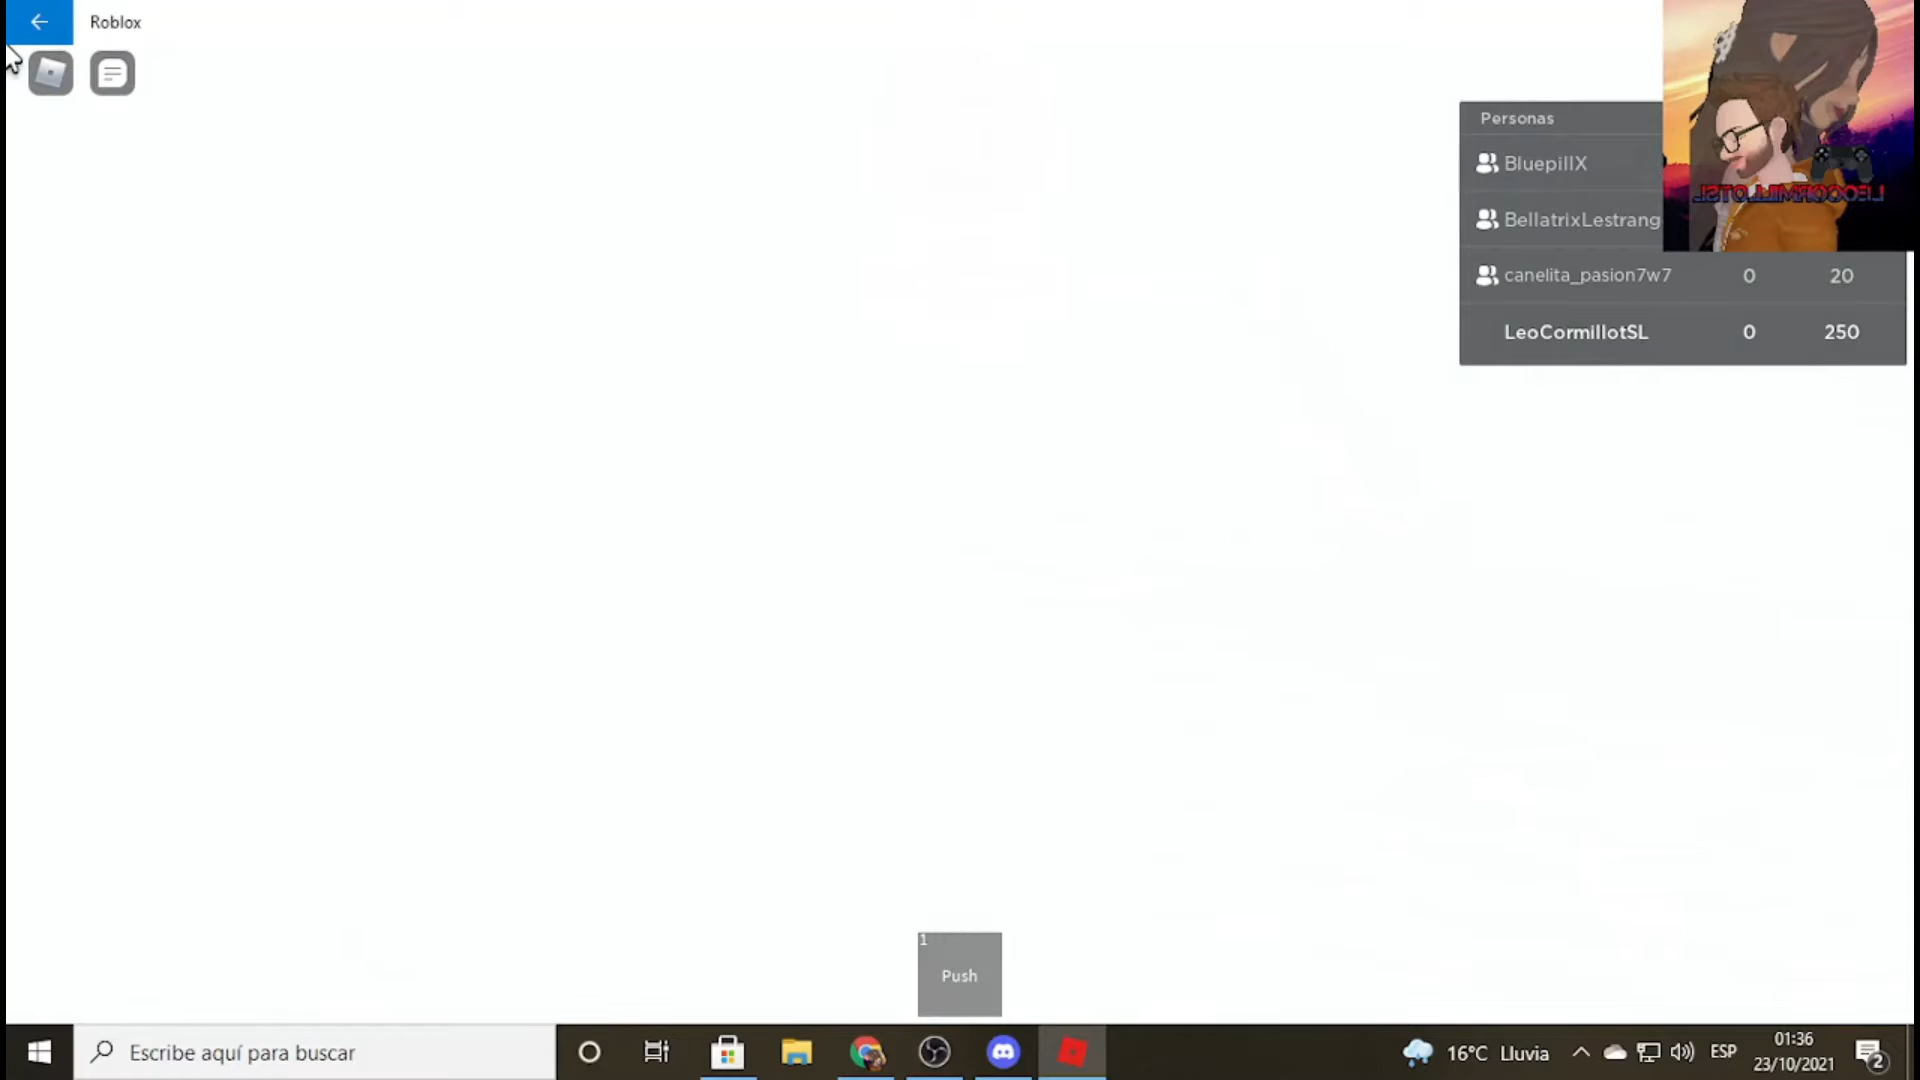 Roblox
Personas
BluepillX
BellatrixLestrang
canelita_pasion7w7 0 20
LeoCormillotSL 0 250
1
Push
Escribe aquí para buscar
16°C Lluvia
ESP
01:36
23/10/2021
2